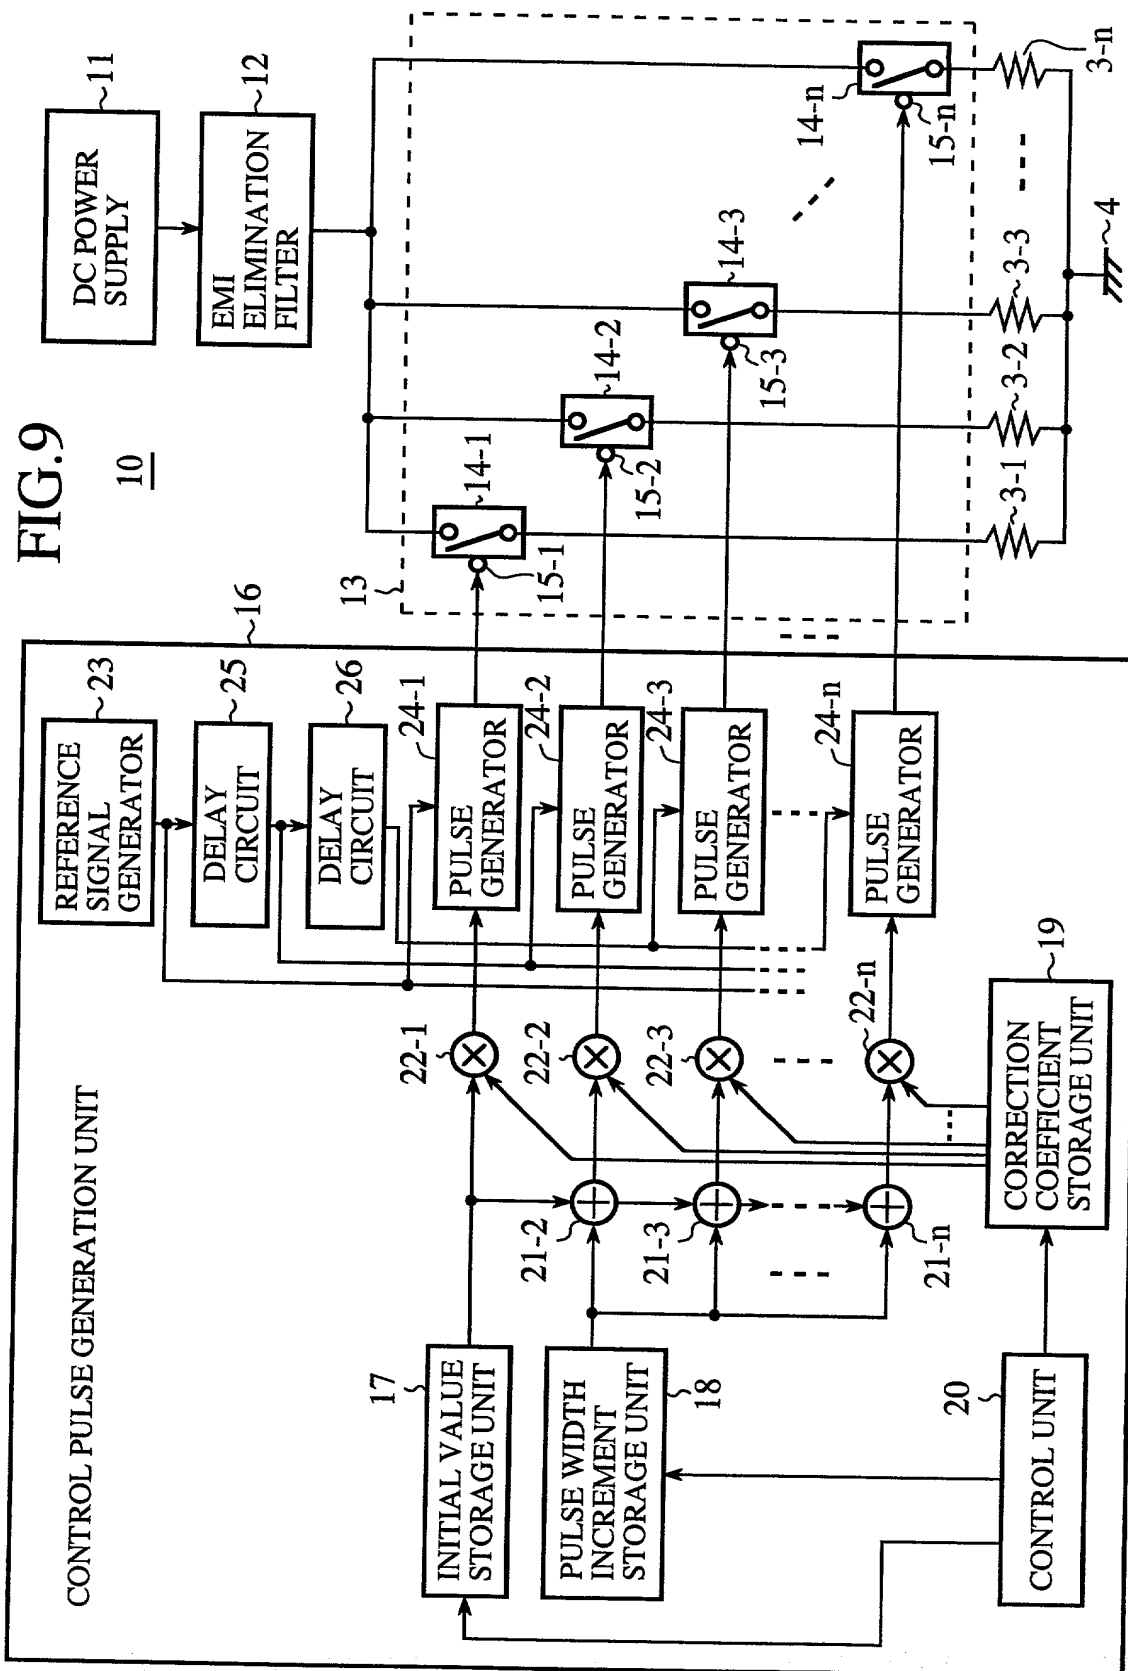 FIG.9
10
CONTROL PULSE GENERATION UNIT
16
REFERENCE
SIGNAL
GENERATOR
23
DELAY
CIRCUIT
25
DELAY
CIRCUIT
26
DC POWER
SUPPLY
11
EMI
ELIMINATION
FILTER
12
13
17
INITIAL VALUE
STORAGE UNIT
PULSE WIDTH
INCREMENT
STORAGE UNIT
18
20
CONTROL UNIT
CORRECTION
COEFFICIENT
STORAGE UNIT
19
21-2
21-3
21-n
22-1
22-2
22-3
22-n
PULSE
GENERATOR
24-1
PULSE
GENERATOR
24-2
PULSE
GENERATOR
24-3
PULSE
GENERATOR
24-n
14-1
15-1
14-2
15-2
14-3
15-3
14-n
15-n
3-1
3-2
3-3
3-n
4